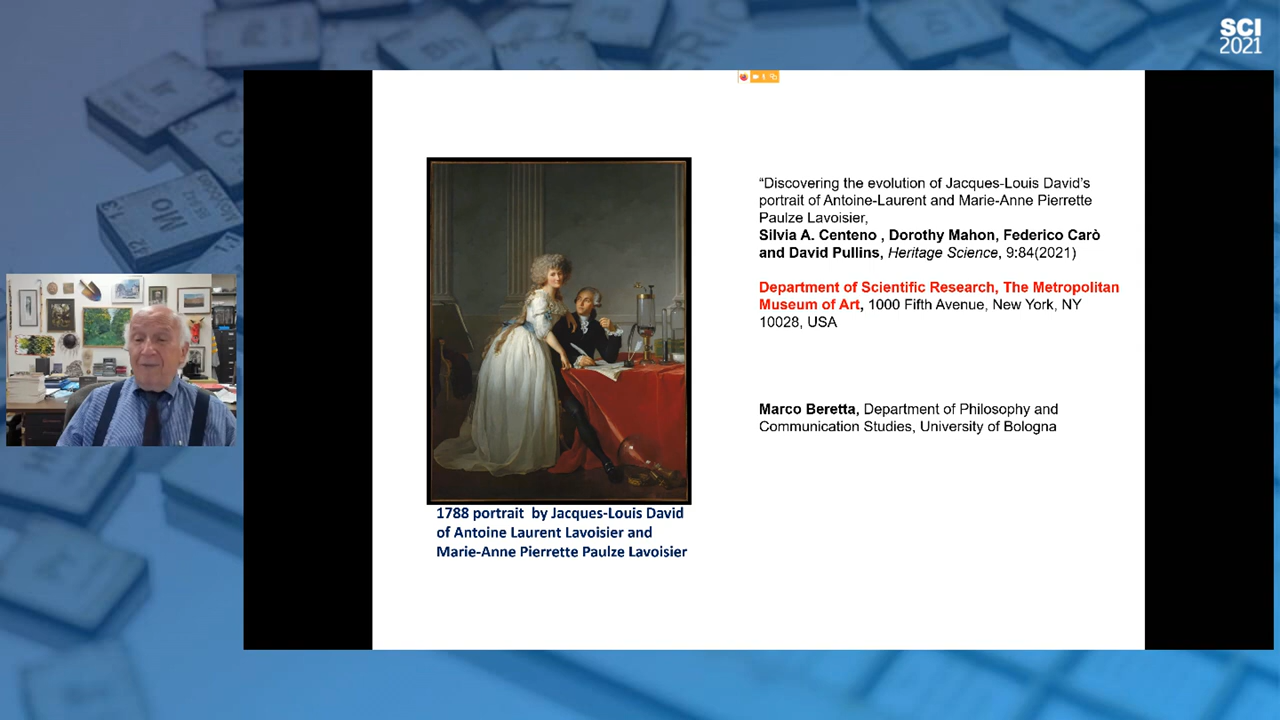 SCI
2021
Mo
“Discovering the evolution of Jacques-Louis David’s
portrait of Antoine-Laurent and Marie-Anne Pierrette
Paulze Lavoisier,
Silvia A. Centeno , Dorothy Mahon, Federico Carò
and David Pullins, Heritage Science, 9:84(2021)
Department of Scientific Research, The Metropolitan
Museum of Art, 1000 Fifth Avenue, New York, NY
10028, USA
Marco Beretta, Department of Philosophy and
Communication Studies, University of Bologna
1788 portrait by Jacques-Louis David
of Antoine Laurent Lavoisier and
Marie-Anne Pierrette Paulze Lavoisier